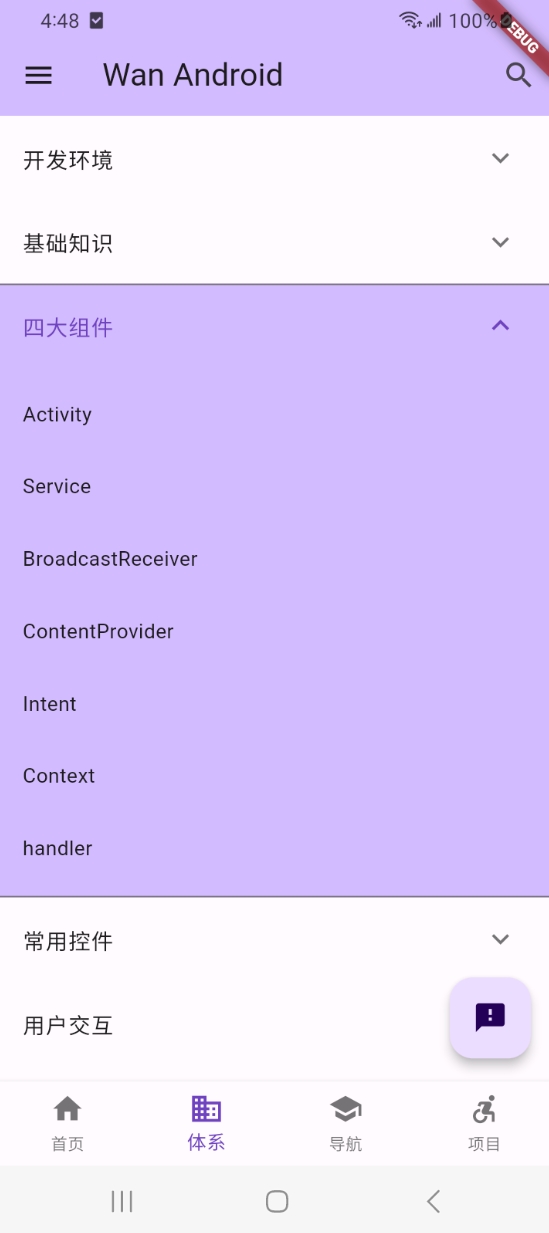 4:48
100%
DEBUG
Wan Android
开发环境
基础知识
四大组件
Activity
Service
BroadcastReceiver
ContentProvider
Intent
Context
handler
常用控件
用户交互
首页
体系
导航
项目